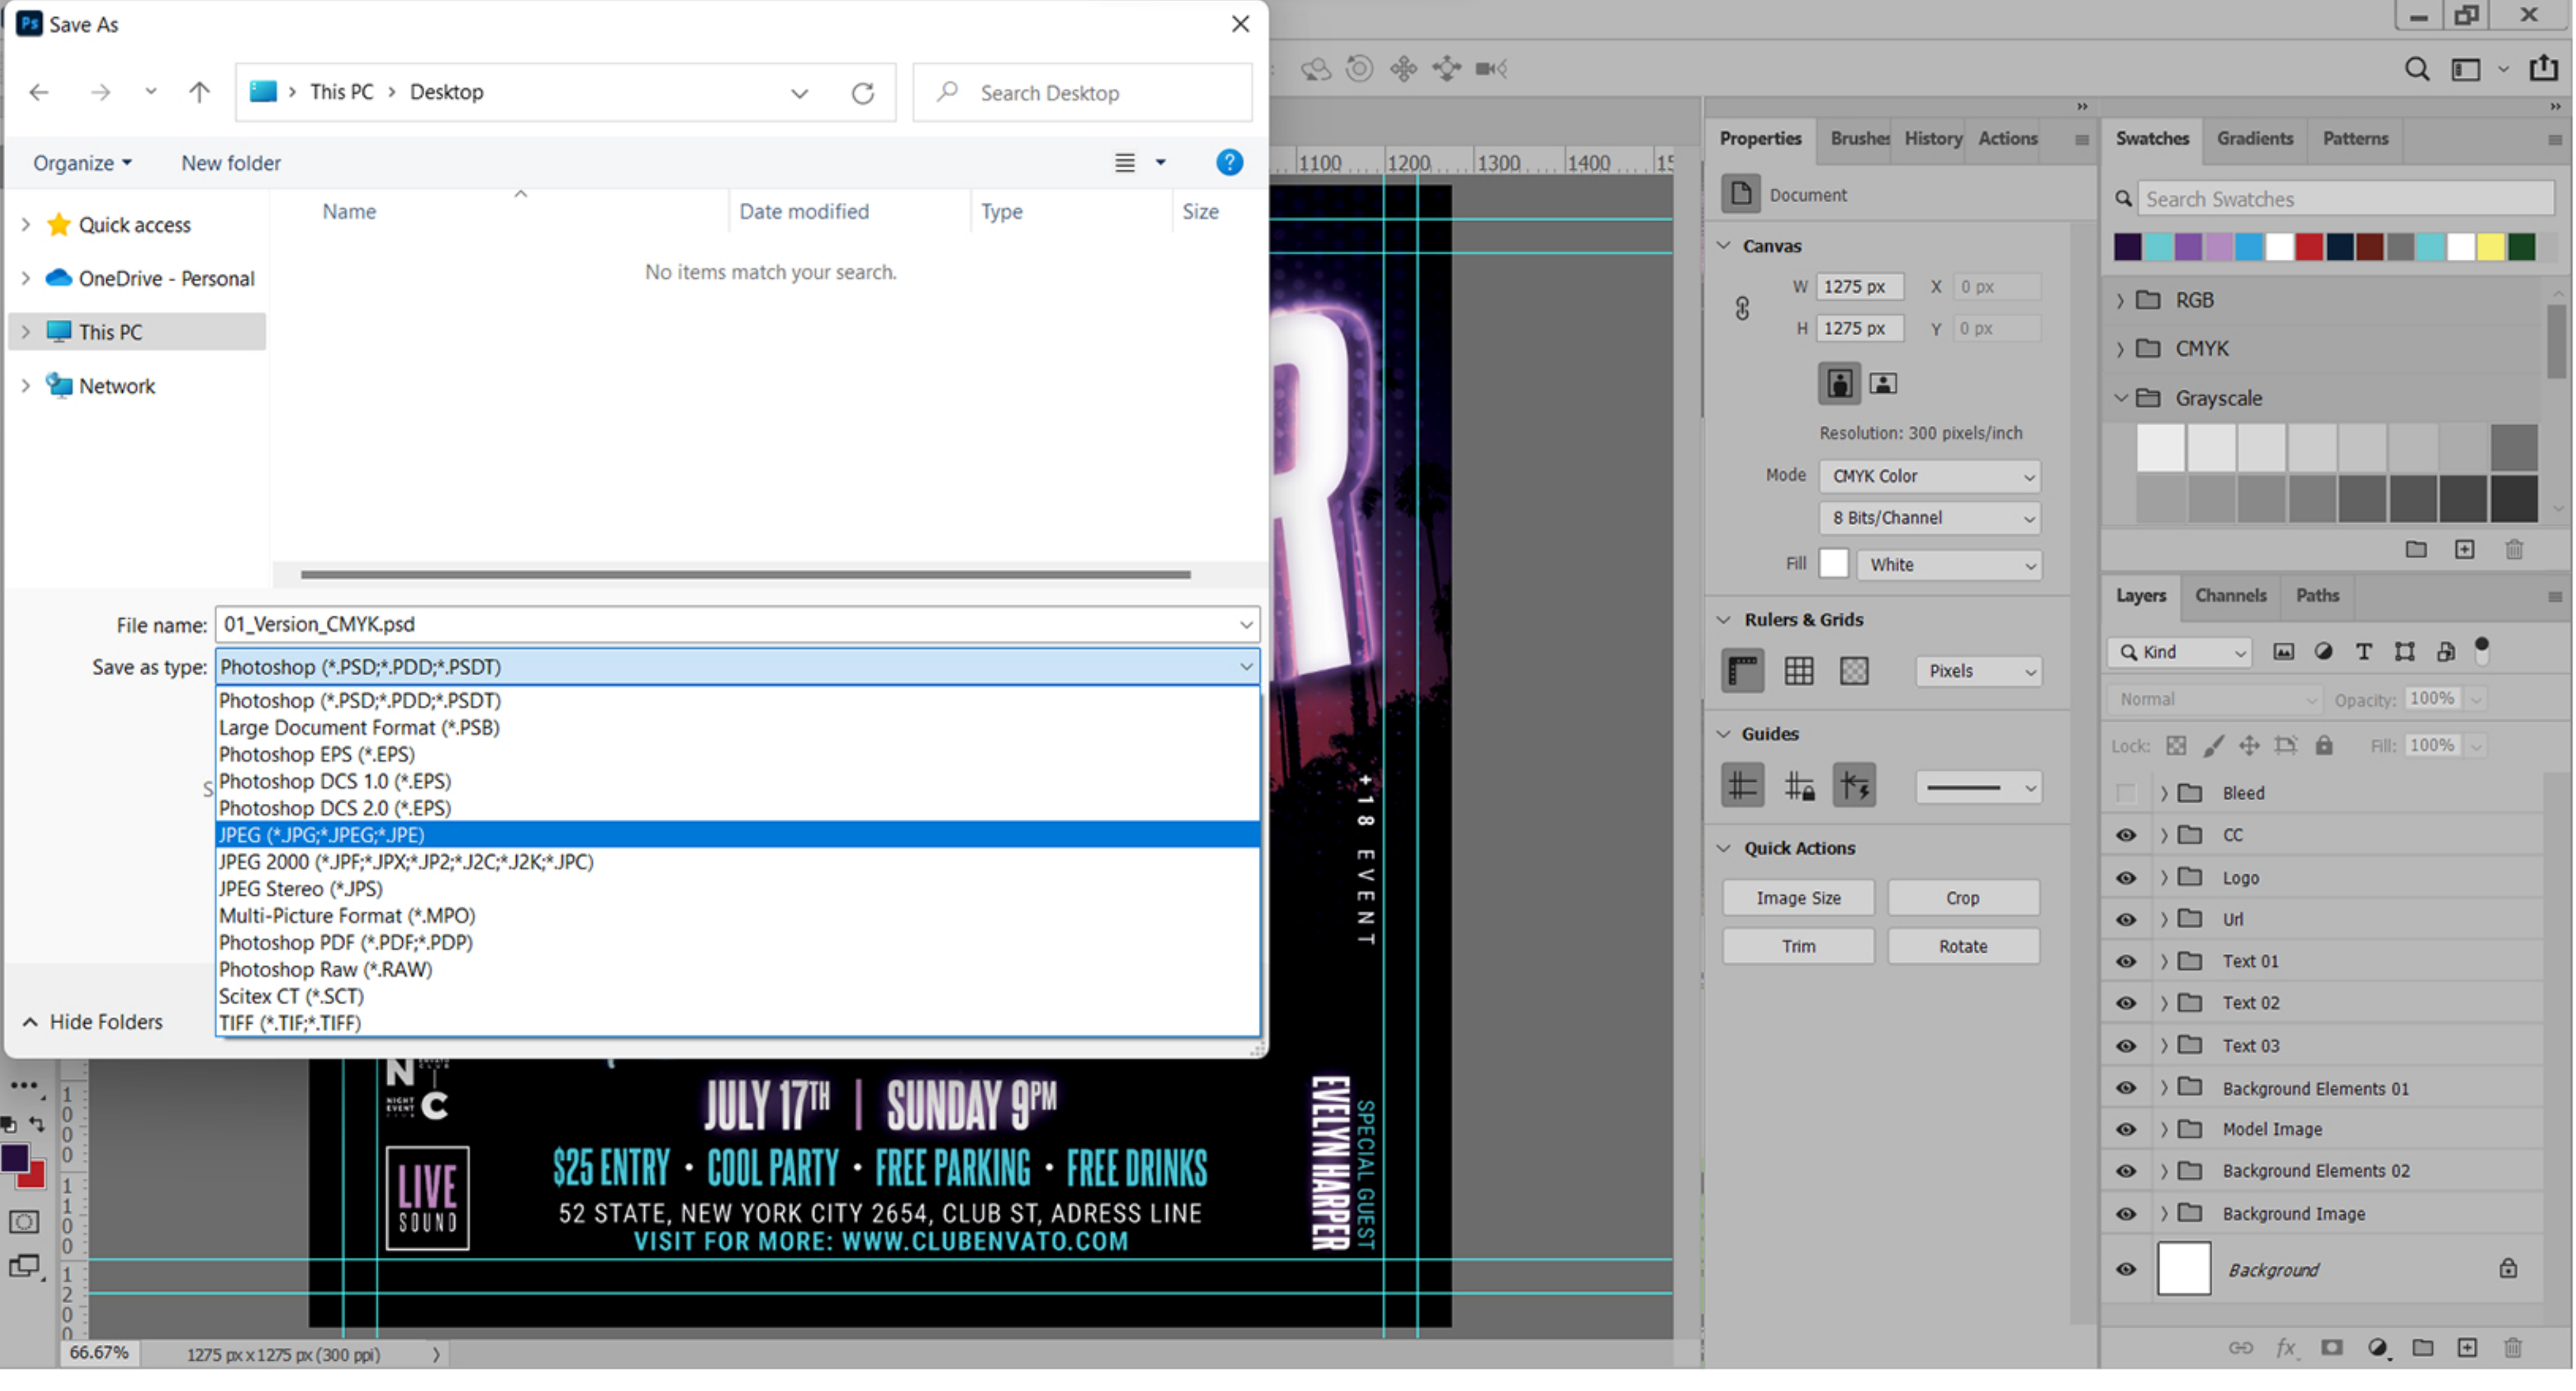 Ps Save As
This PC > Desktop
Search Desktop
Organize
New folder
Name
Date modified
Type
Size
Quick access
OneDrive - Personal
This PC
Network
No items match your search.
File name: 01_Version_CMYK.psd
Save as type: Photoshop (*.PSD;*.PDD;*.PSDT)
Photoshop (*.PSD;*.PDD;*.PSDT)
Large Document Format (*.PSB)
Photoshop EPS (*.EPS)
Photoshop DCS 1.0 (*.EPS)
S
Photoshop DCS 2.0 (*.EPS)
JPEG (*.JPG;*.JPEG;*.JPE)
JPEG 2000 (*.JPF;*.JPX;*.JP2;*.J2C;*.J2K;*.JPC)
JPEG Stereo (*.JPS)
Multi-Picture Format (*.MPO)
Photoshop PDF (*.PDF;*.PDP)
Photoshop Raw (*.RAW)
Scitex CT (*.SCT)
TIFF (*.TIF;*.TIFF)
Hide Folders
1100 1200 1300 1400 15
R
+18 EVENT
N
C
NIGHT
EVENT
JULY 17TH | SUNDAY 9PM
$25 ENTRY • COOL PARTY • FREE PARKING • FREE DRINKS
52 STATE, NEW YORK CITY 2654, CLUB ST, ADRESS LINE
VISIT FOR MORE: WWW.CLUBENVATO.COM
LIVE
SOUND
SPECIAL GUEST
EVELYN HARPER
1000
1100
1200
66.67%
1275 px x 1275 px (300 ppi)
Properties
Brushes
History
Actions
Document
Canvas
W 1275 px X 0 px
H 1275 px Y 0 px
Resolution: 300 pixels/inch
Mode CMYK Color
8 Bits/Channel
Fill White
Rulers & Grids
Pixels
Guides
Quick Actions
Image Size
Crop
Trim
Rotate
Swatches
Gradients
Patterns
Search Swatches
RGB
CMYK
Grayscale
Layers
Channels
Paths
Kind
Normal
Opacity: 100%
Lock:
Fill: 100%
Bleed
CC
Logo
Url
Text 01
Text 02
Text 03
Background Elements 01
Model Image
Background Elements 02
Background Image
Background
fx